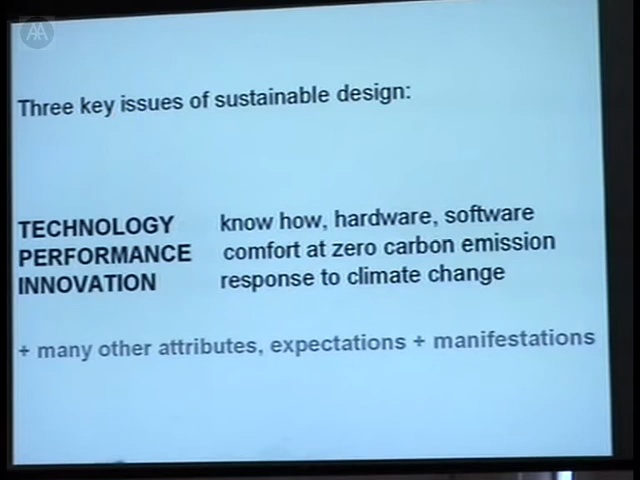 AA
Three key issues of sustainable design:
TECHNOLOGY know how, hardware, software
PERFORMANCE comfort at zero carbon emission
INNOVATION response to climate change
+ many other attributes, expectations + manifestations